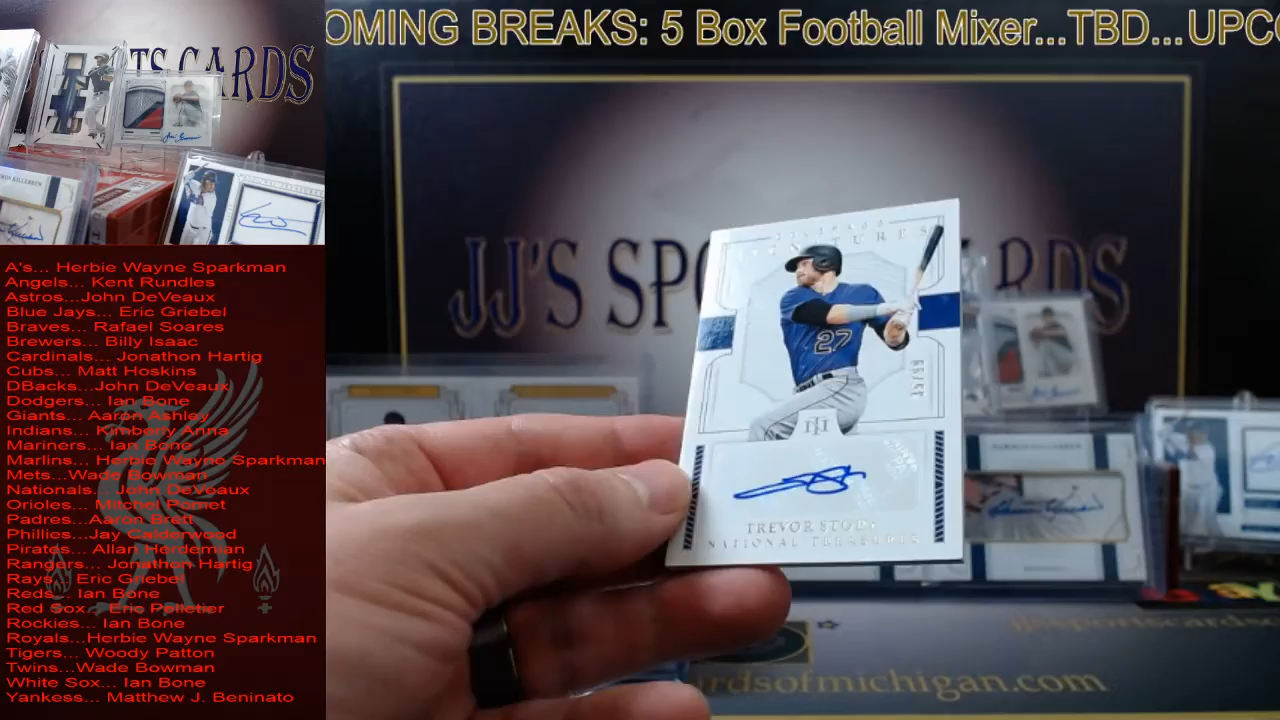 OMING BREAKS: 5 Box Football Mixer...TBD...UPC
TS CARDS
JJ'S SPO RDS
SIGNATURES
27
TREVOR STORY
NATIONAL TREASURES
rdsofmichigan.com
A's... Herbie Wayne Sparkman
Angels... Kent Rundles
Astros...John DeVeaux
Blue Jays... Eric Griebel
Braves... Rafael Soares
Brewers... Billy Isaac
Cardinals... Jonathon Hartig
Cubs... Matt Hoskins
DBacks...John DeVeaux
Dodgers... Ian Bone
Giants... Aaron Ashley
Indians... Kimberly Anna
Mariners... Ian Bone
Marlins... Herbie Wayne Sparkman
Mets...Wade Bowman
Nationals... John DeVeaux
Orioles... Mitchel Pomet
Padres...Aaron Brett
Phillies...Jay Calderwood
Pirates... Allan Herdemian
Rangers... Jonathon Hartig
Rays... Eric Griebel
Reds... Ian Bone
Red Sox... Eric Pelletier
Rockies... Ian Bone
Royals...Herbie Wayne Sparkman
Tigers... Woody Patton
Twins...Wade Bowman
White Sox... Ian Bone
Yankess... Matthew J. Beninato